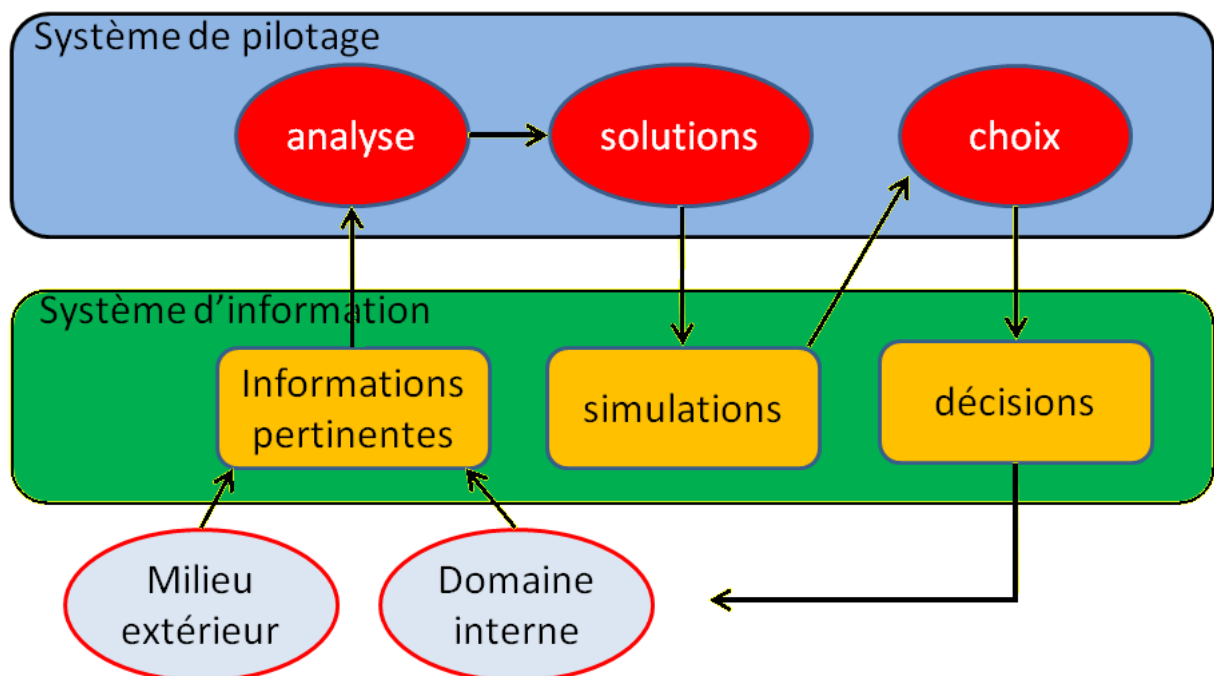 Système de pilotage
analyse
solutions
choix
Système d’information
Informations
pertinentes
simulations
décisions
Milieu
extérieur
Domaine
interne